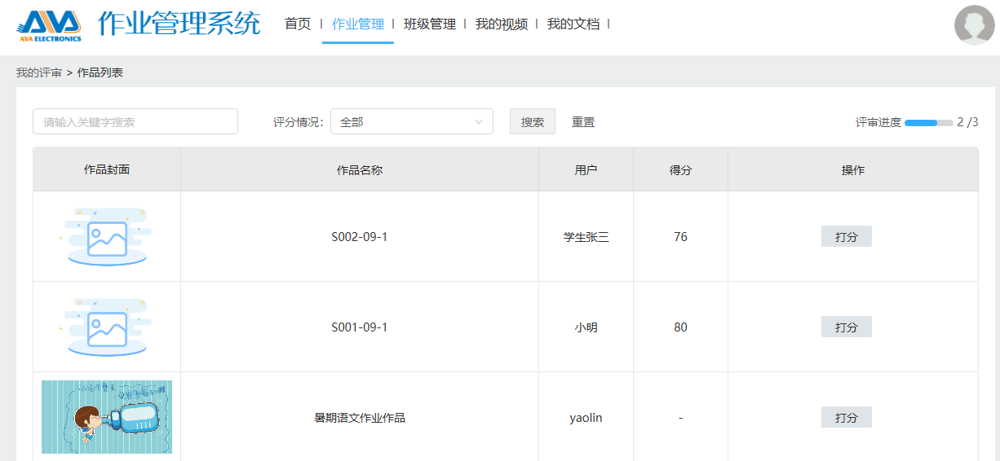 AVA ELECTRONICS 作业管理系统 首页 | 作业管理 | 班级管理 | 我的视频 | 我的文档 |
我的评审 > 作品列表
请输入关键字搜索 评分情况: 全部 搜索 重置 评审进度 2 /3
作品封面 作品名称 用户 得分 操作
S002-09-1 学生张三 76 打分
S001-09-1 小明 80 打分
暑期语文作业作品 yaolin - 打分